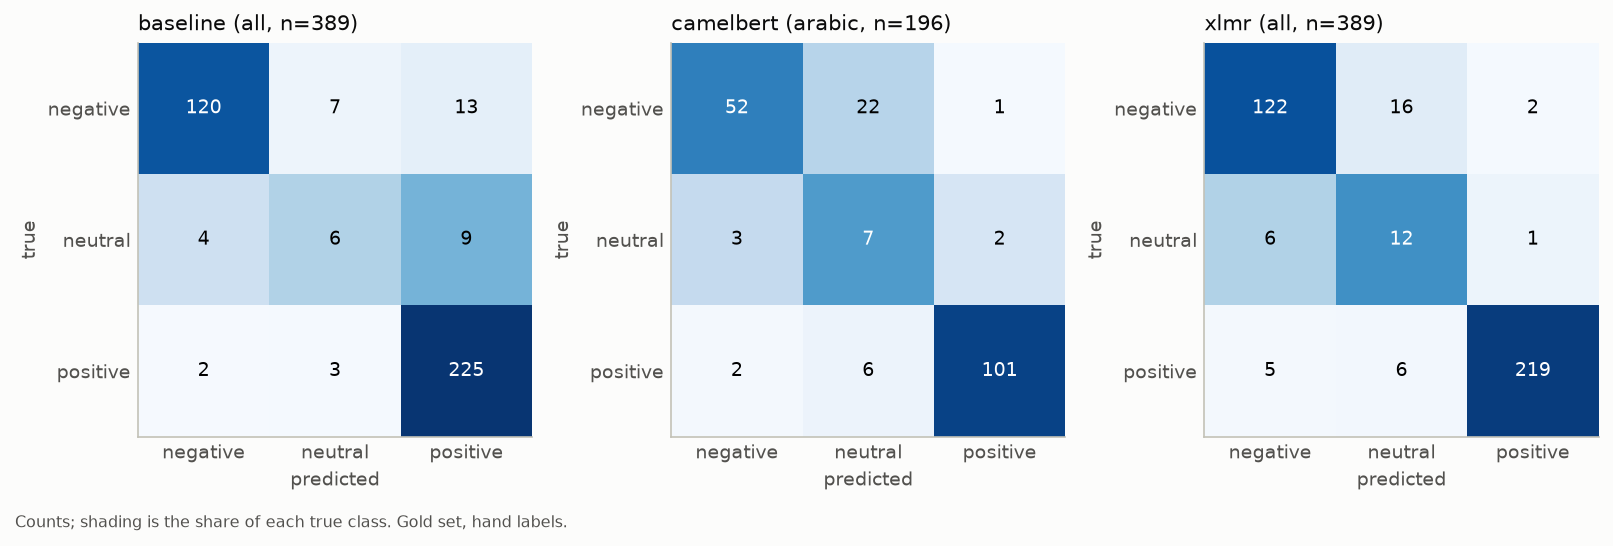 baseline (all, n=389)
negative 120 7 13
neutral 4 6 9
positive 2 3 225
true
negative neutral positive
predicted
camelbert (arabic, n=196)
negative 52 22 1
neutral 3 7 2
positive 2 6 101
true
negative neutral positive
predicted
xlmr (all, n=389)
negative 122 16 2
neutral 6 12 1
positive 5 6 219
true
negative neutral positive
predicted
Counts; shading is the share of each true class. Gold set, hand labels.